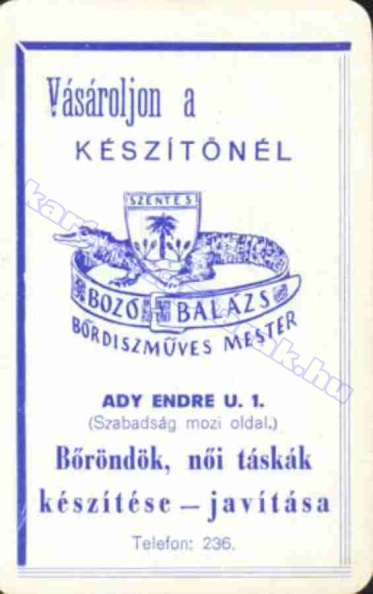 Vásároljon a
KÉSZÍTŐNÉL
SZENTES
BOZÓ BALÁZS
BŐRDISZMŰVES MESTER
ADY ENDRE U. 1.
(Szabadság mozi oldal.)
Bőröndök, női táskák
készítése — javítása
Telefon: 236.